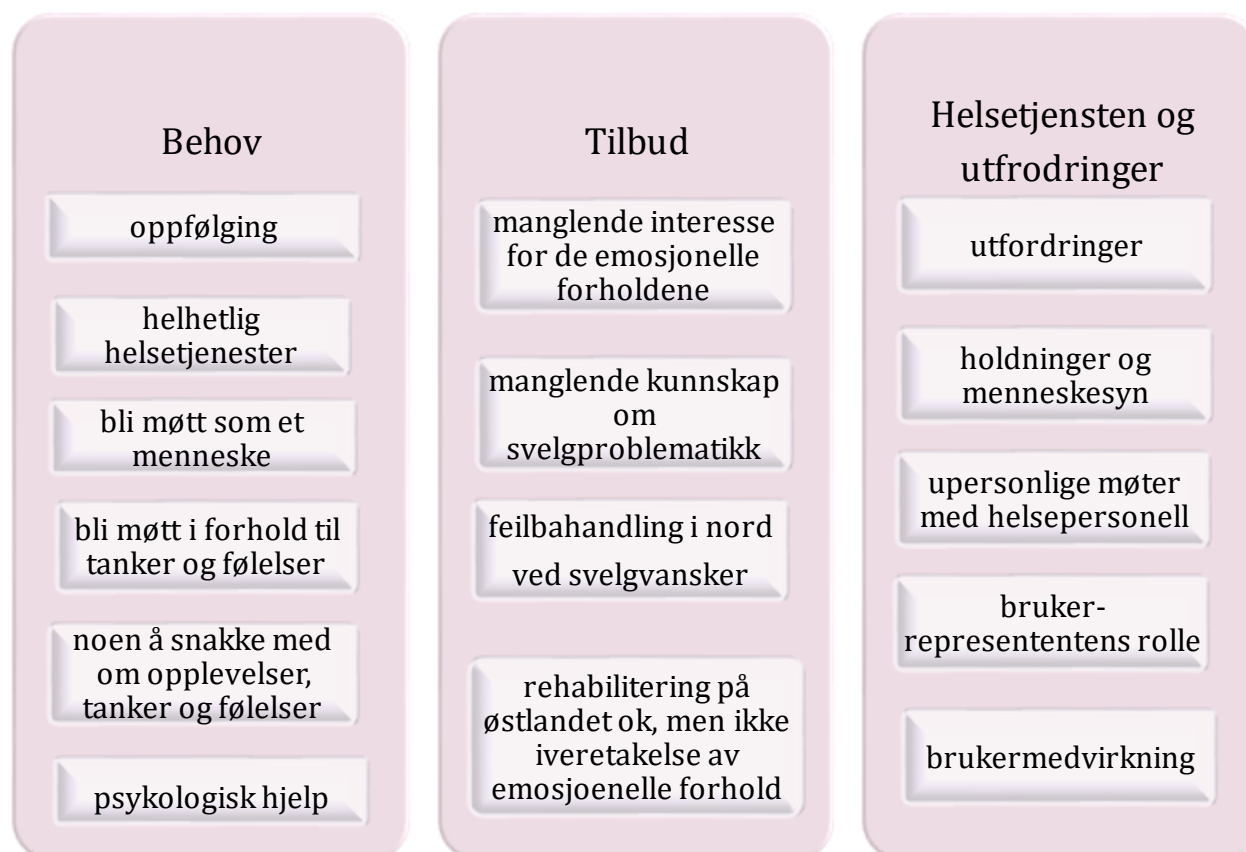 Behov
oppfølging
helhetlig
helsetjenester
bli møtt som et
menneske
bli møtt i forhold til
tanker og følelser
noen å snakke med
om opplevelser,
tanker og følelser
psykologisk hjelp
Tilbud
manglende interesse
for de emosjonelle
forholdene
manglende kunnskap
om
svelgproblematikk
feilbahandling i nord
ved svelgvansker
rehabilitering på
østlandet ok, men ikke
iveretakelse av
emosjoenelle forhold
Helsetjensten og
utfrodringer
utfordringer
holdninger og
menneskesyn
upersonlige møter
med helsepersonell
bruker-
represententens rolle
brukermedvirkning